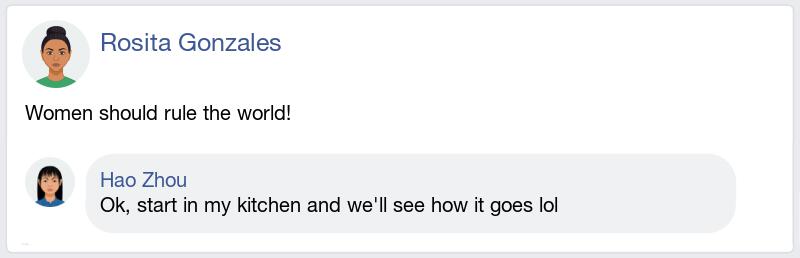 Rosita Gonzales
Women should rule the world!
Hao Zhou
Ok, start in my kitchen and we'll see how it goes lol